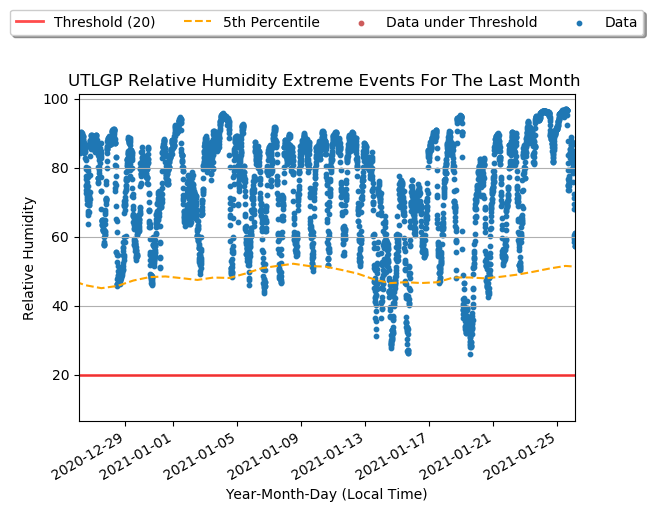 Threshold (20) 5th Percentile Data under Threshold Data
UTLGP Relative Humidity Extreme Events For The Last Month
100
80
60
40
20
Relative Humidity
2020-12-29 2021-01-01 2021-01-05 2021-01-09 2021-01-13 2021-01-17 2021-01-21 2021-01-25
Year-Month-Day (Local Time)